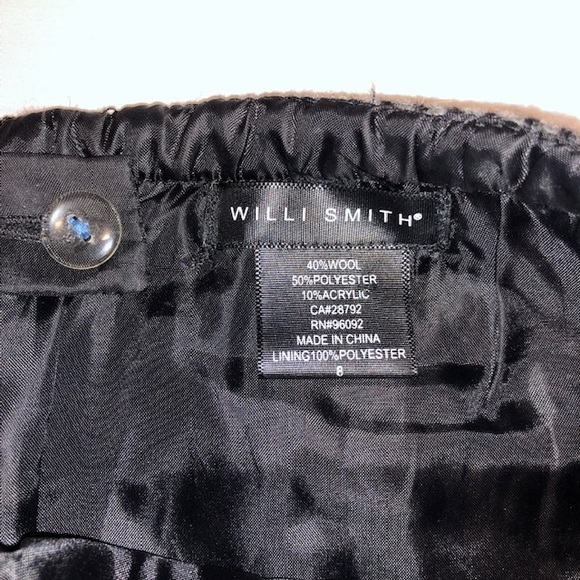 WILLI SMITH®
40%WOOL
50%POLYESTER
10%ACRYLIC
CA#28792
RN#96092
MADE IN CHINA
LINING100%POLYESTER
8